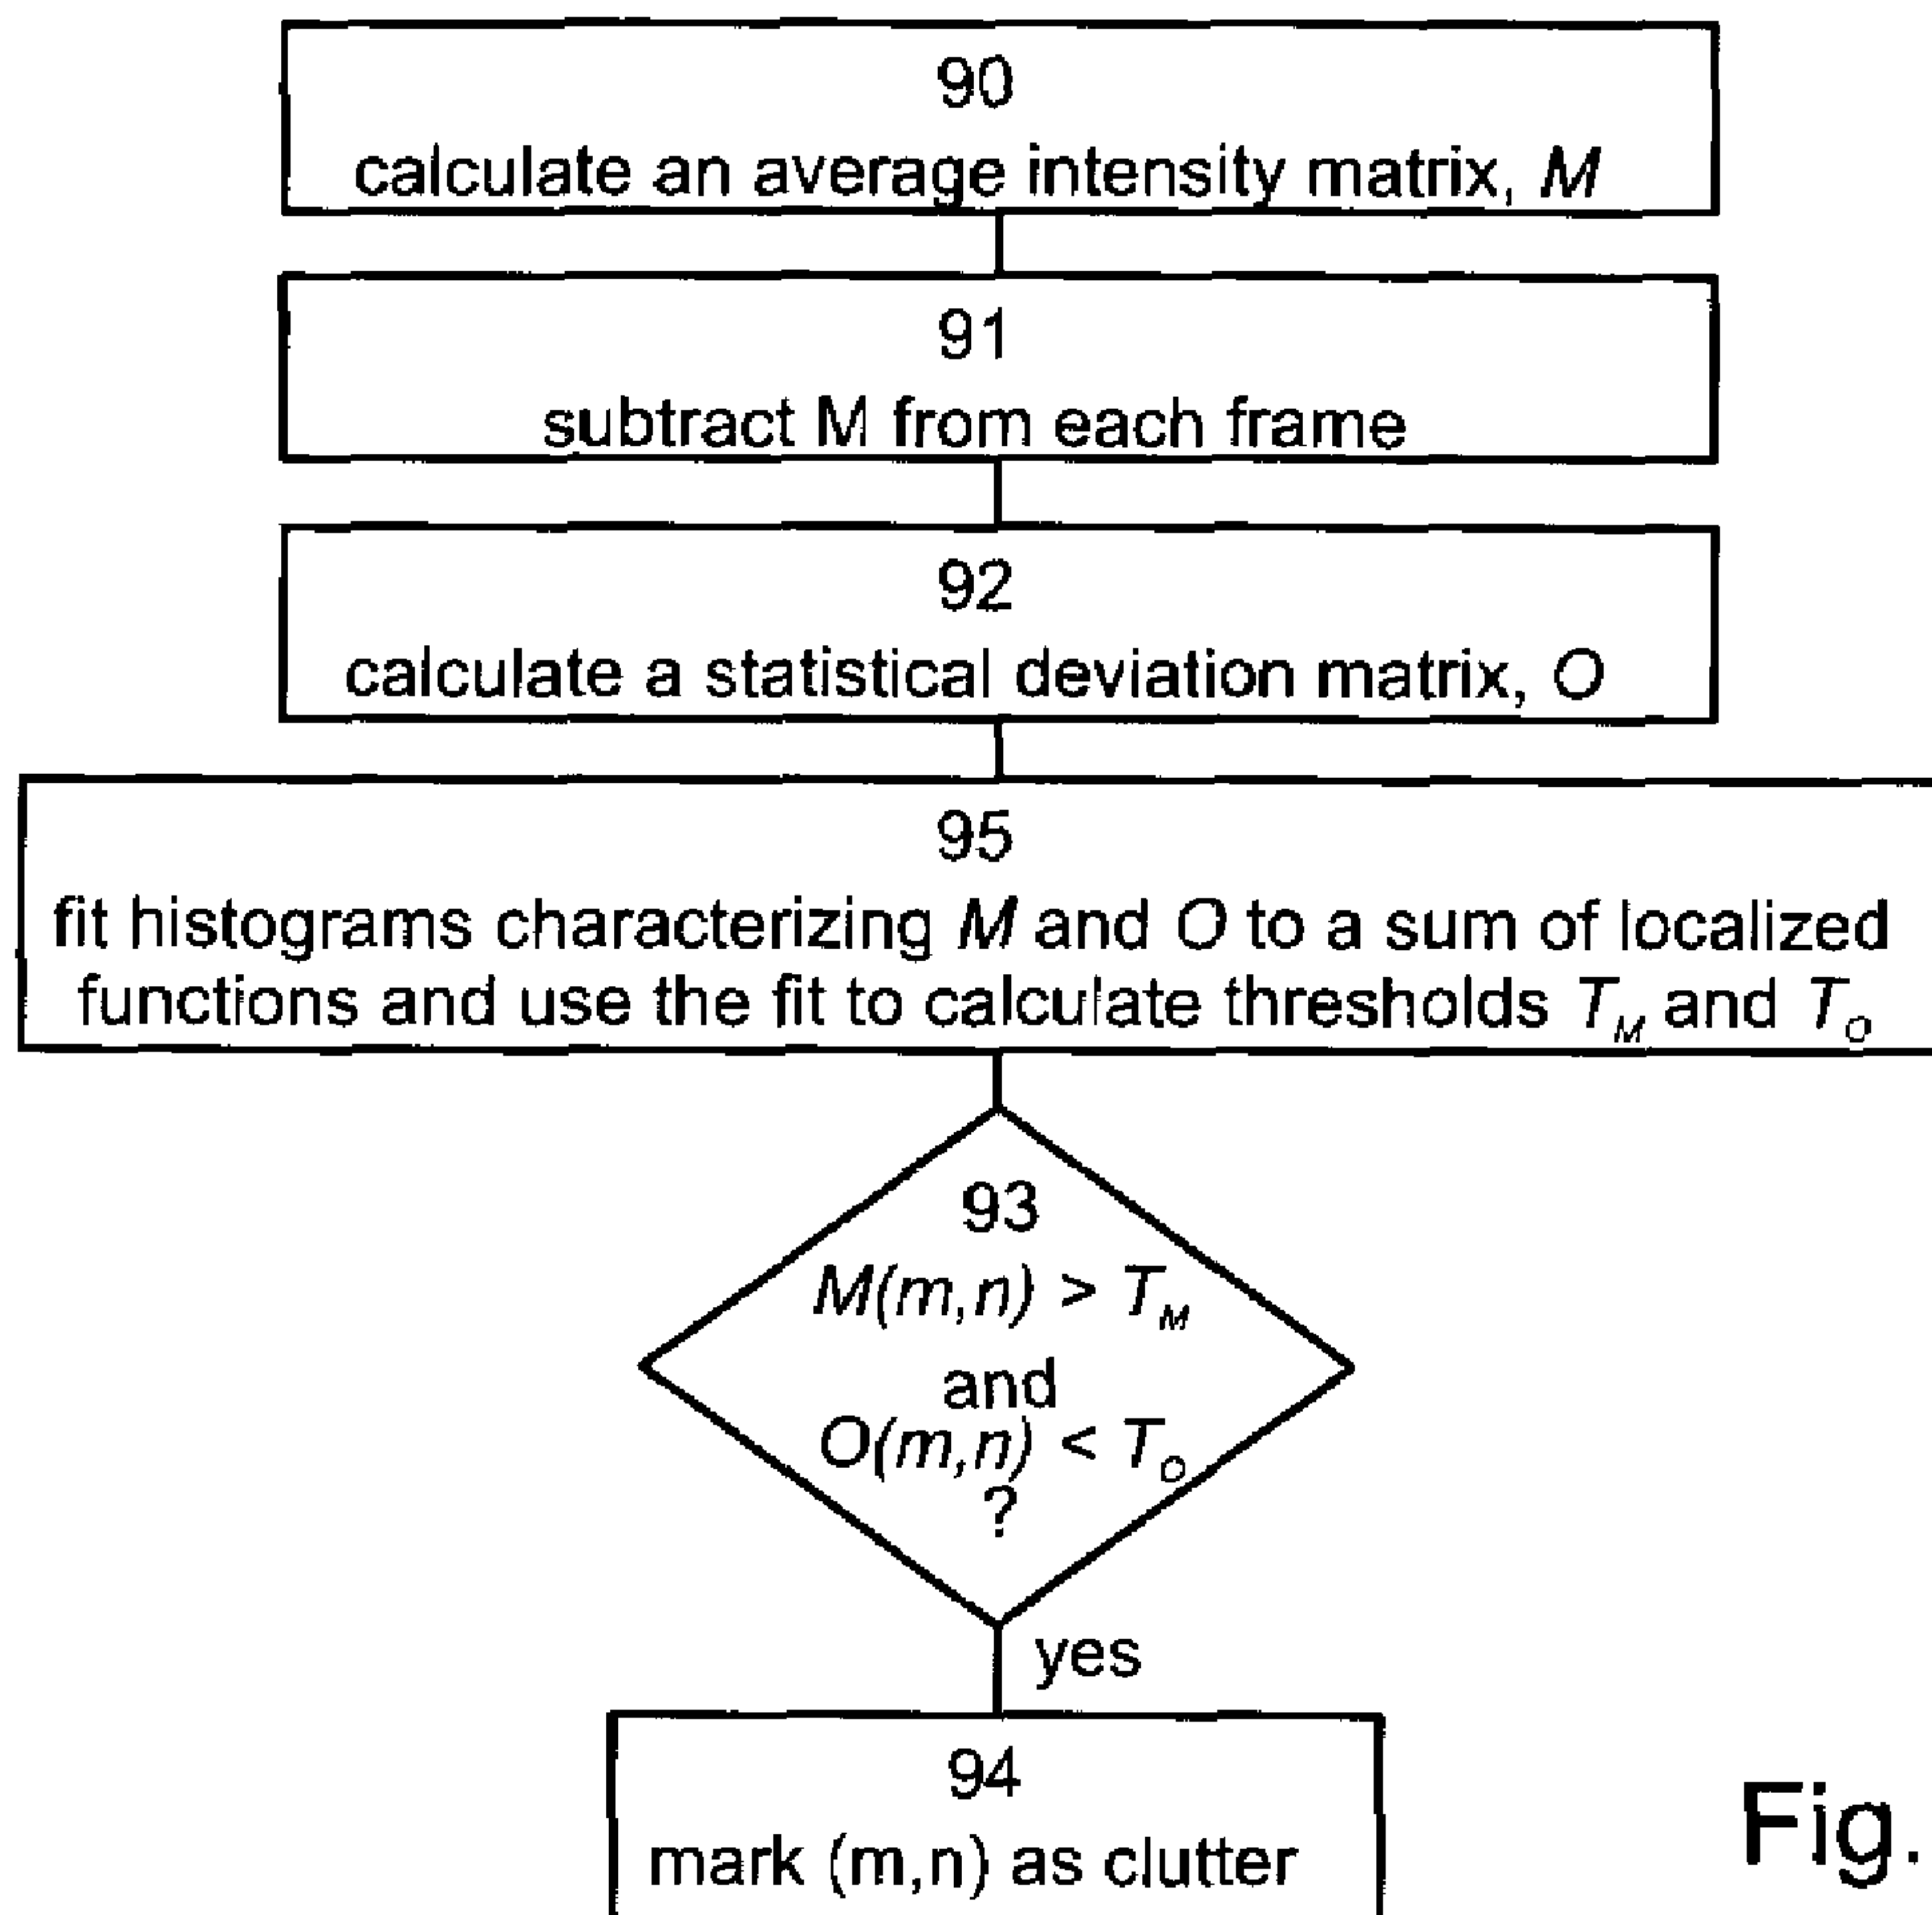 90
calculate an average intensity matrix, M
91
subtract M from each frame
92
calculate a statistical deviation matrix, O
95
fit histograms characterizing M and O to a sum of localized
functions and use the fit to calculate thresholds T_M and T_O
93
M(m,n) > T_M
and
O(m,n) < T_O
?
yes
94
mark (m,n) as clutter
Fig.